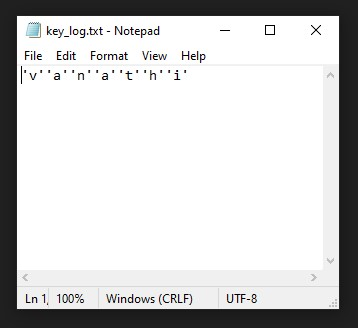 key_log.txt - Notepad
File Edit Format View Help
'v''a''n''a''t''h''i'
Ln 1, 100% Windows (CRLF) UTF-8